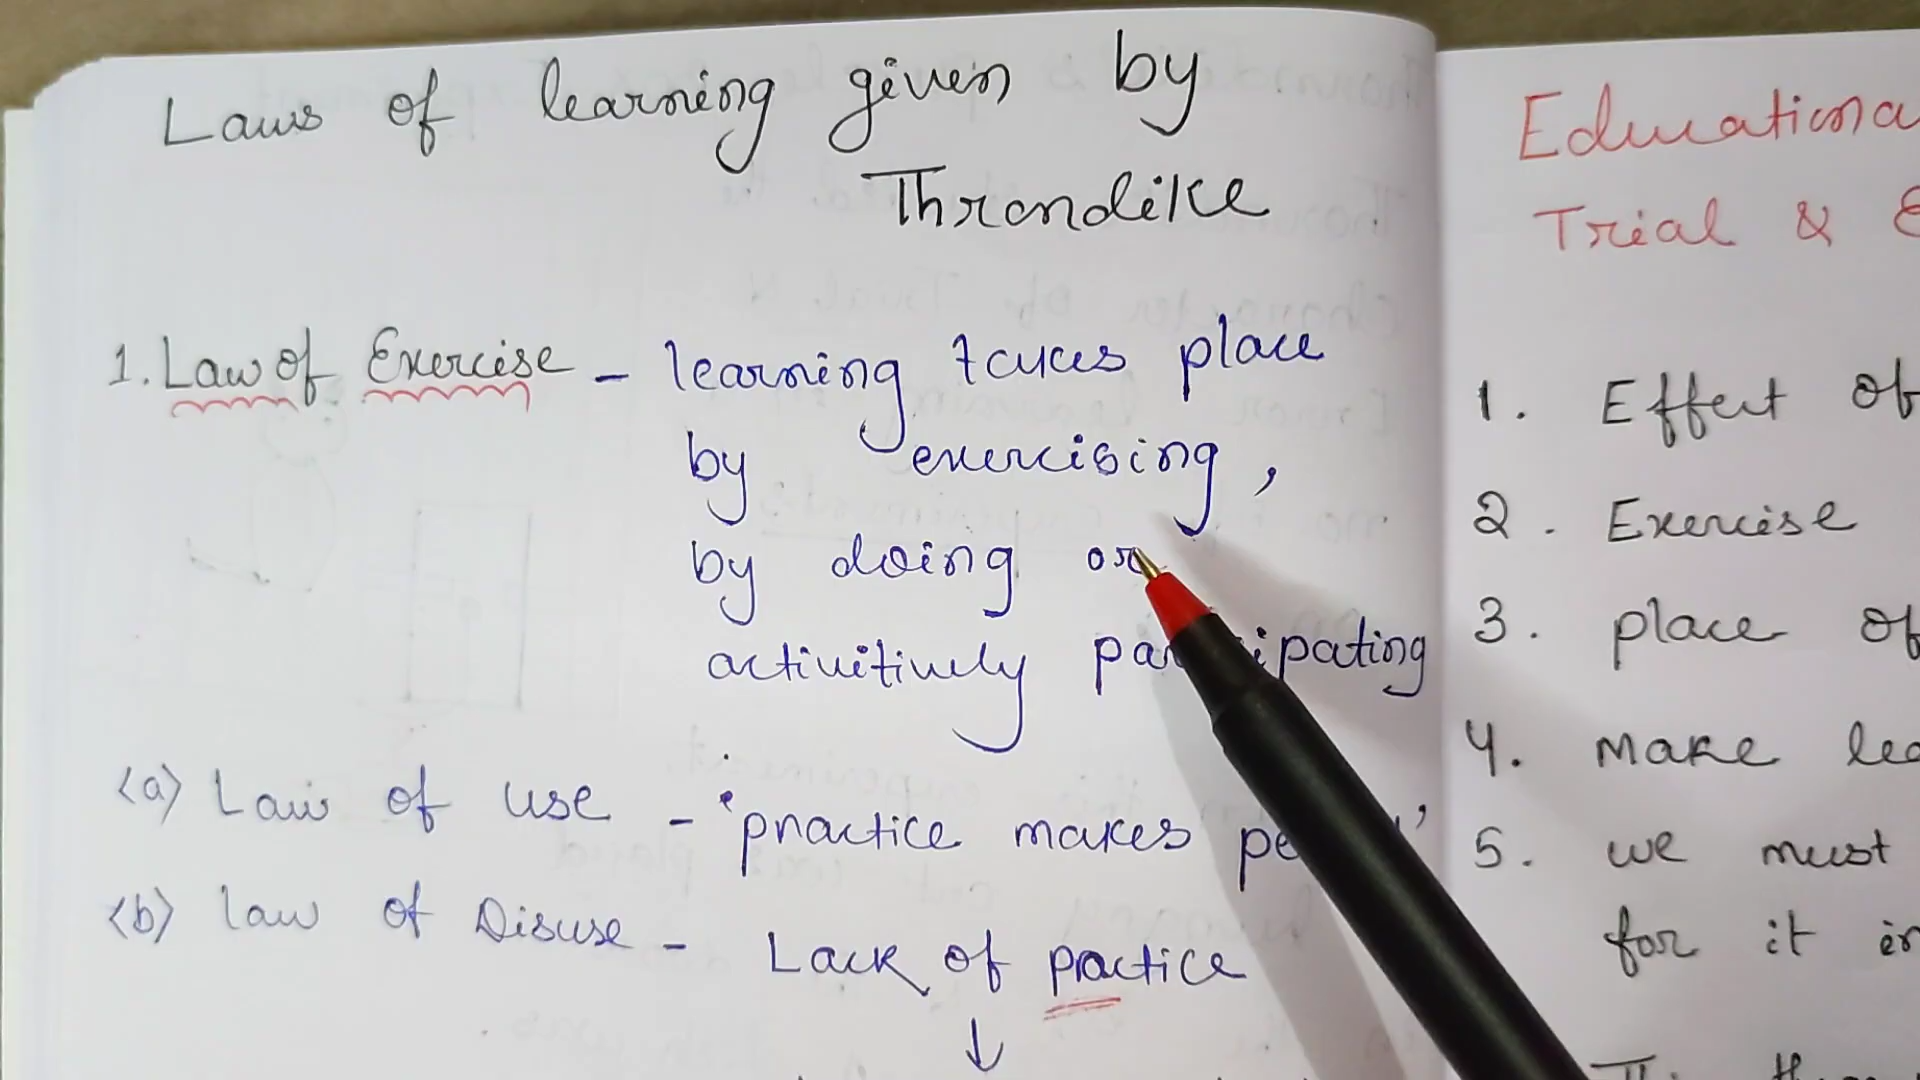 Laws of learning given by
Throndike
1. Law of Exercise - learning takes place
by exercising,
by doing or
activitively participating
(a) Law of use - 'practice makes
(b) law of Disuse - Lack of practice
↓
Educationa
Trial &
1. Effect of
2. Exercise
3. place of
4. Make
5. we must
for it in